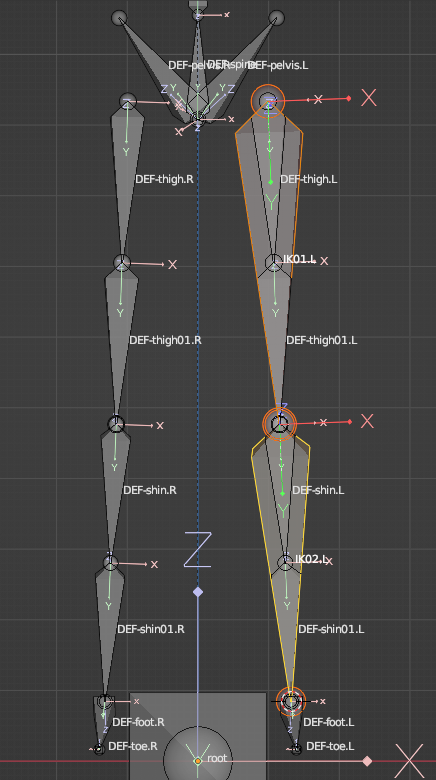 X
DEF-pelvis.R DEF-spine DEF-pelvis.L
Z Y Y Z
X
X X
Z X
Y Y
DEF-thigh.R DEF-thigh.L
Y
X IK01.L X
Y Y
DEF-thigh01.R DEF-thigh01.L
Z
X X X
Y Y
DEF-shin.R DEF-shin.L
Y
Z
X IK02.L X
Y Y
DEF-shin01.R DEF-shin01.L
X X
DEF-foot.R DEF-foot.L
Z Z
DEF-toe.R DEF-toe.L
Y root X